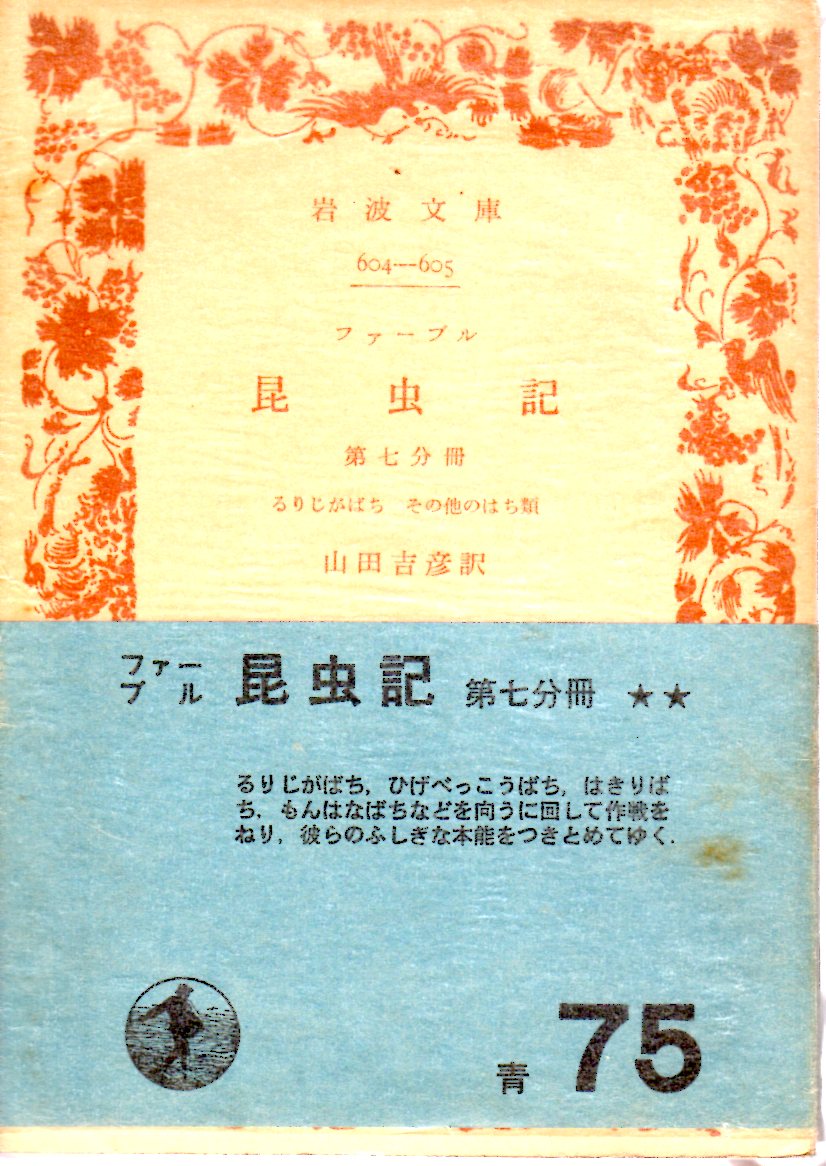 岩波文庫
604—605
ファーブル
昆虫記
第七分冊
るりじがばち その他のはち類
山田吉彦訳
ファーブル 昆虫記 第七分冊 ★★
るりじがばち，ひげべっこうばち，はきりば
ち，もんはなばちなどを向うに回して作戦を
ねり，彼らのふしぎな本能をつきとめてゆく．
青 75